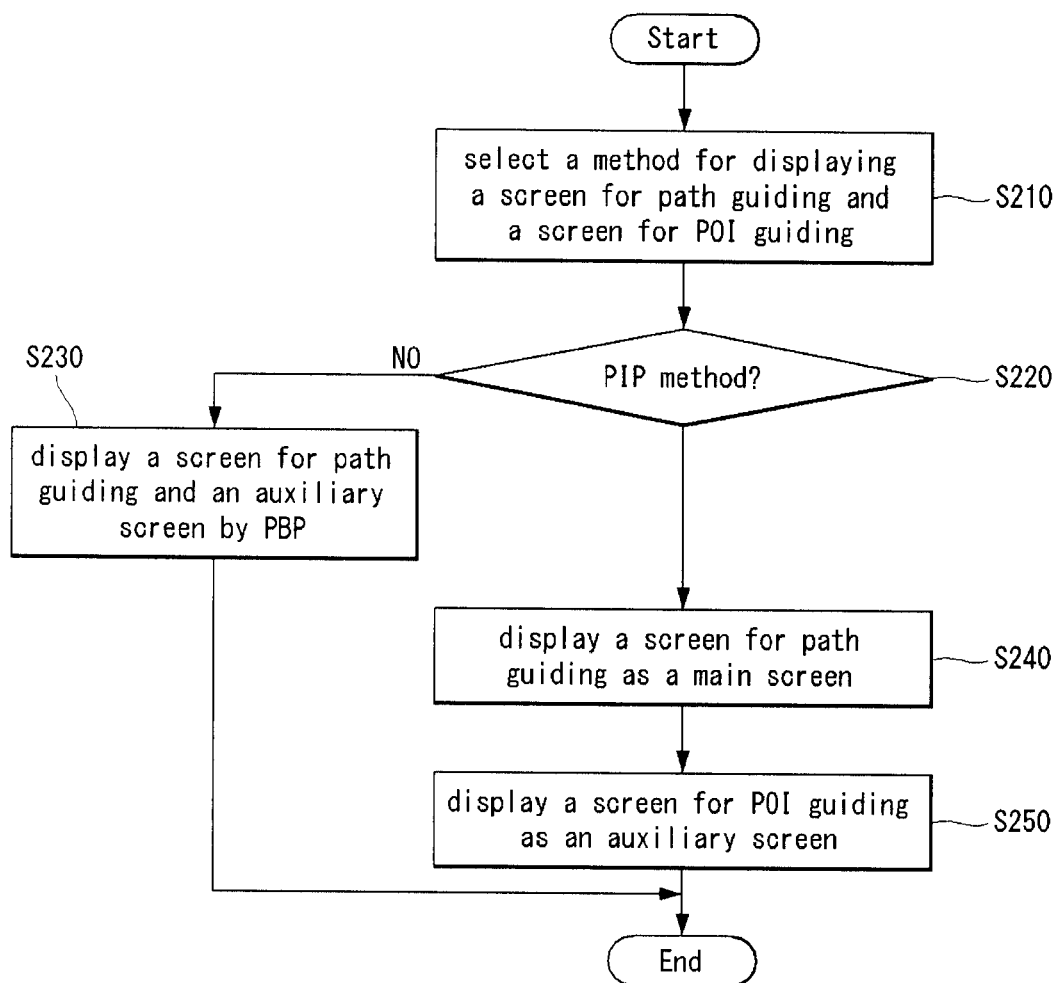 Start
select a method for displaying
a screen for path guiding and
a screen for POI guiding
S210
PIP method?
S220
NO
S230
display a screen for path
guiding and an auxiliary
screen by PBP
display a screen for path
guiding as a main screen
S240
display a screen for POI guiding
as an auxiliary screen
S250
End